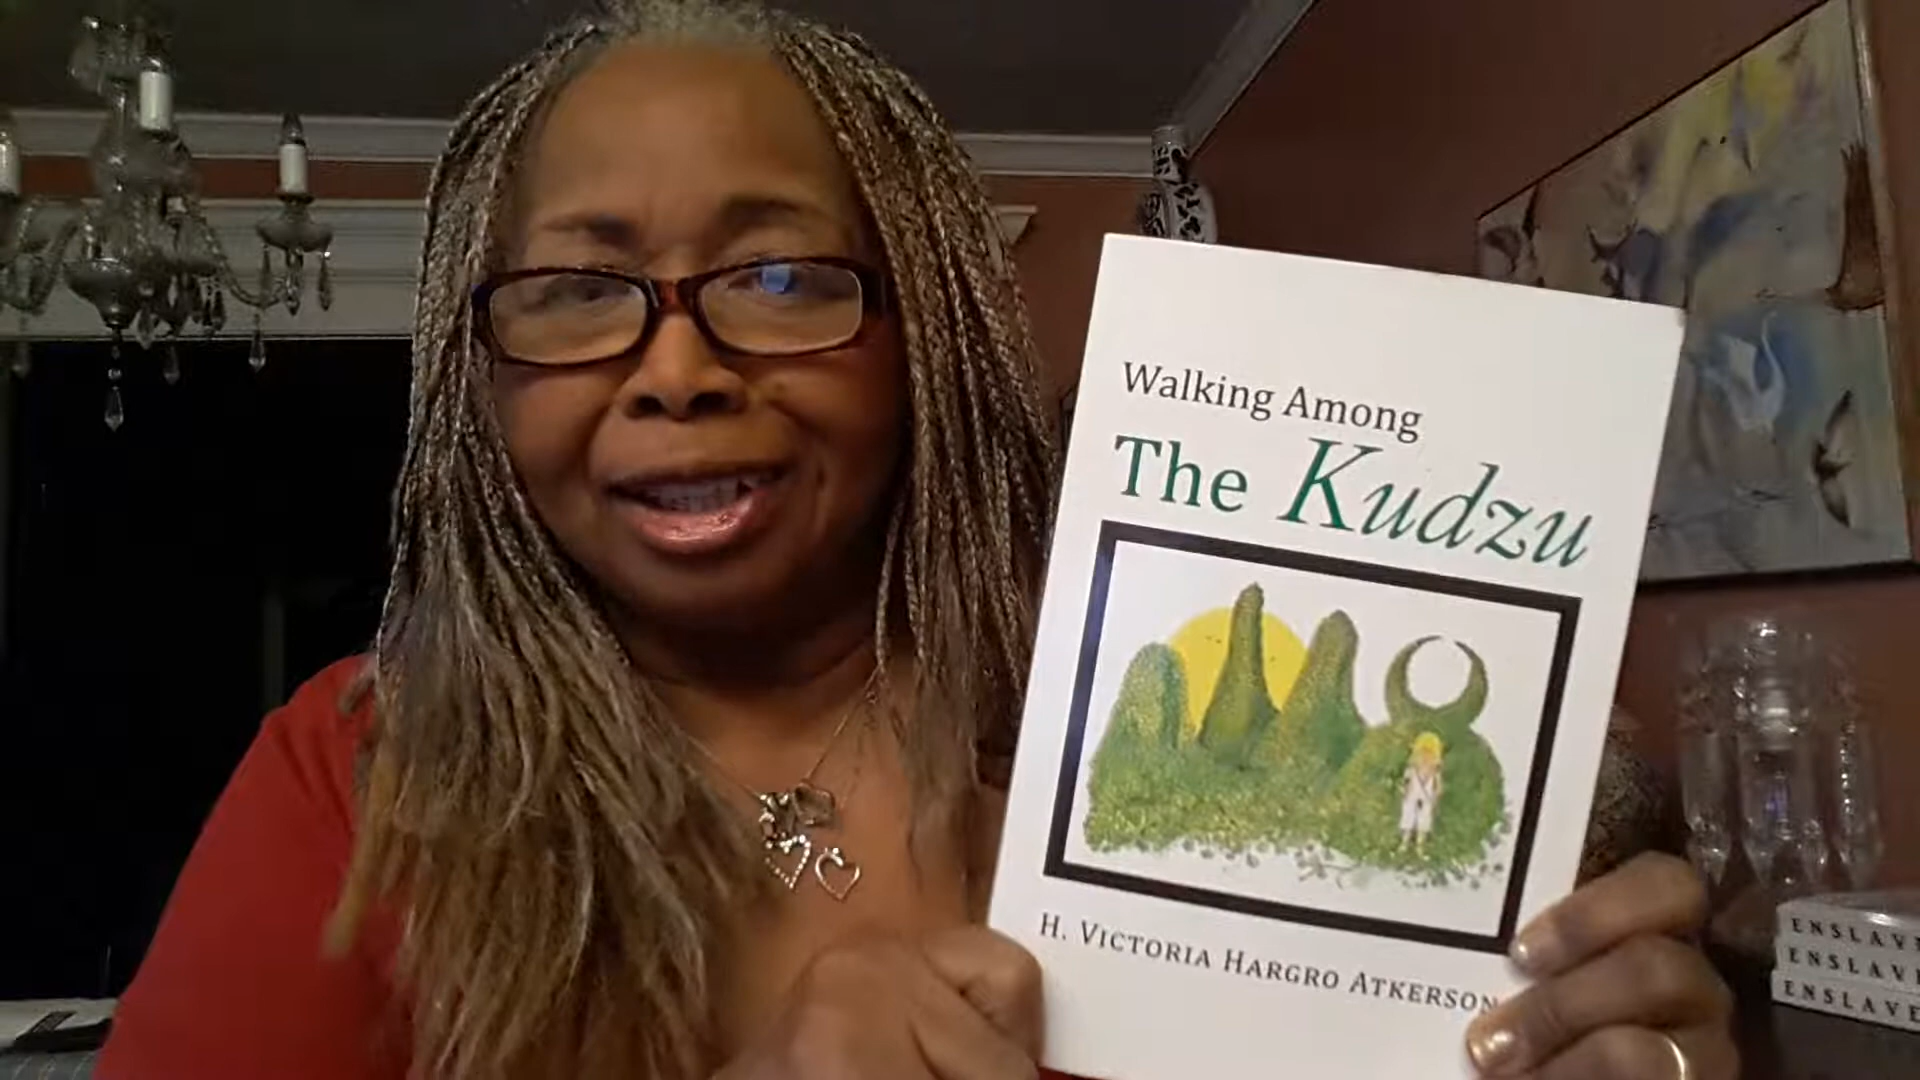 Walking Among
The Kudzu
H. VICTORIA HARGRO ATKERSON
ENSLAVE
ENSLAVE
ENSLAVE